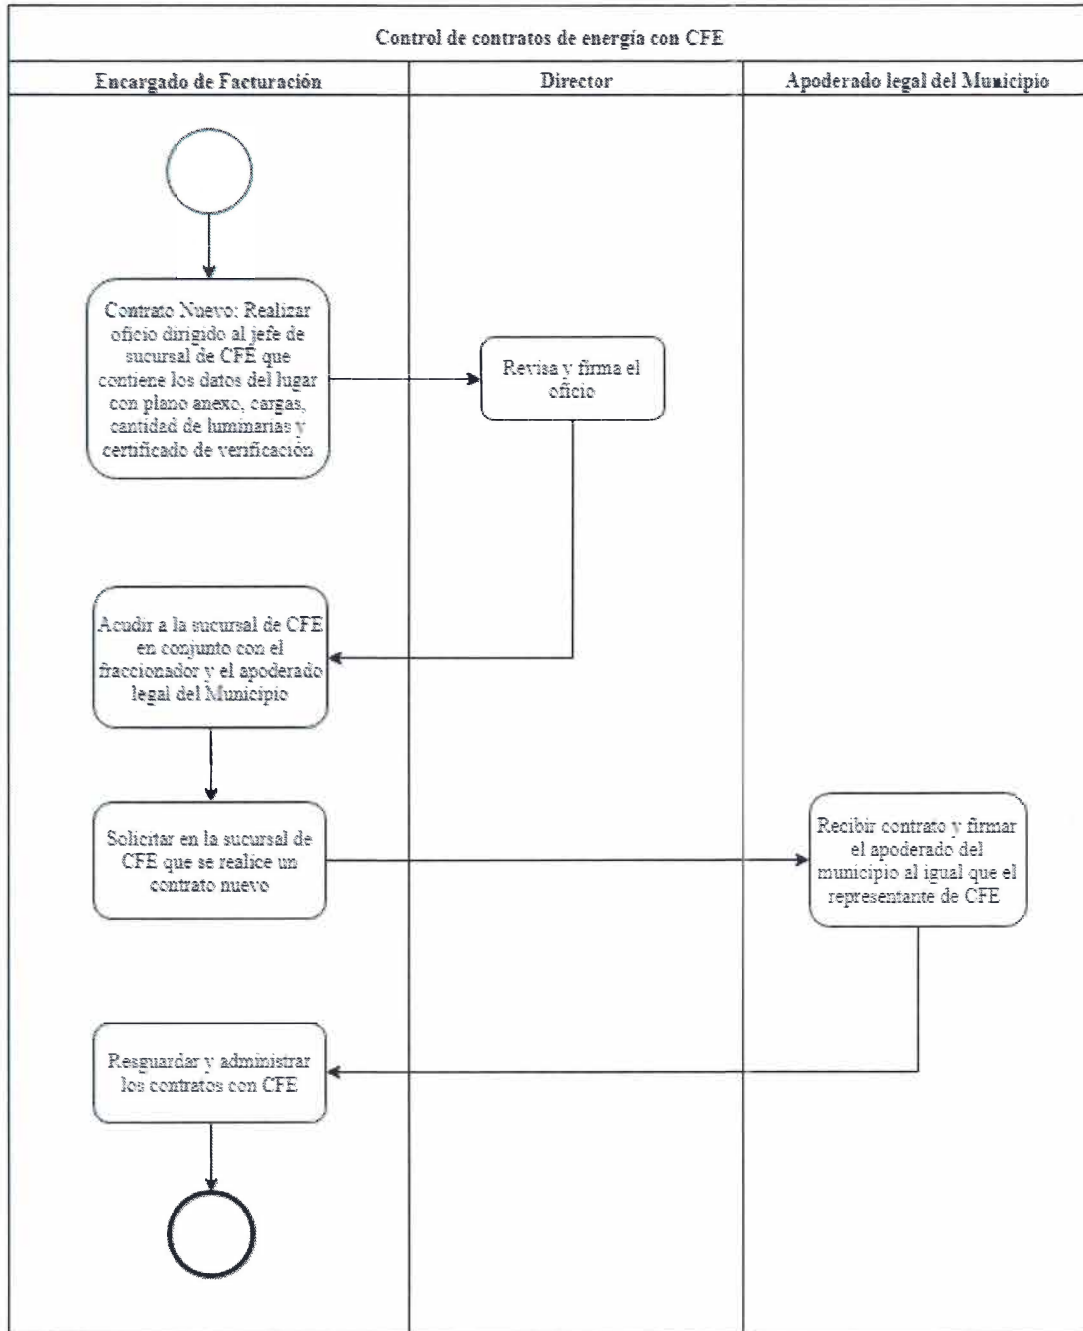 Control de contratos de energía con CFE
Encargado de Facturación
Director
Apoderado legal del Municipio
Contrato Nuevo: Realizar
oficio dirigido al jefe de
sucursal de CFE que
contiene los datos del lugar
con plano anexo, cargas,
cantidad de luminarias y
certificado de verificación
Revisa y firma el
oficio
Acudir a la sucursal de CFE
en conjunto con el
fraccionador y el apoderado
legal del Municipio
Solicitar en la sucursal de
CFE que se realice un
contrato nuevo
Recibir contrato y firmar
el apoderado del
municipio al igual que el
representante de CFE
Resguardar y administrar
los contratos con CFE